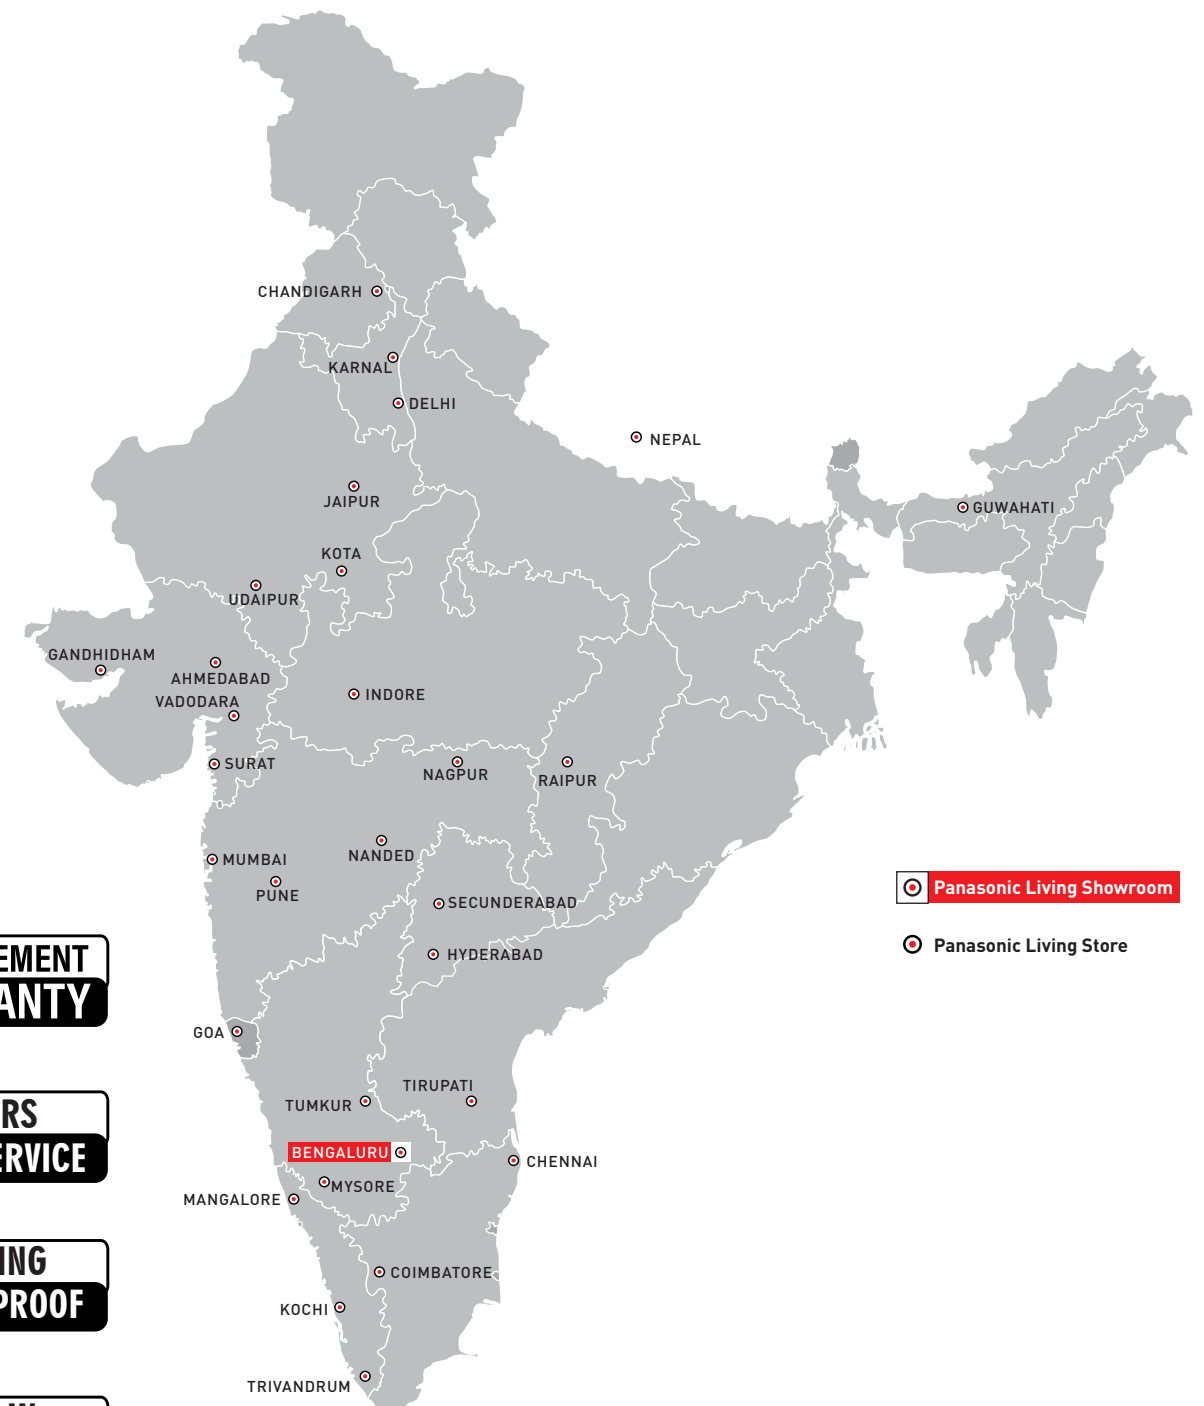 CHANDIGARH
KARNAL
DELHI
NEPAL
JAIPUR
GUWAHATI
KOTA
UDAIPUR
GANDHIDHAM
AHMEDABAD
VADODARA
INDORE
SURAT
NAGPUR
RAIPUR
MUMBAI
NANDED
PUNE
Panasonic Living Showroom
SECUNDERABAD
Panasonic Living Store
HYDERABAD
EMENT
ANTY
GOA
TIRUPATI
TUMKUR
RS
ERVICE
BENGALURU
CHENNAI
MYSORE
MANGALORE
ING
PROOF
COIMBATORE
KOCHI
TRIVANDRUM